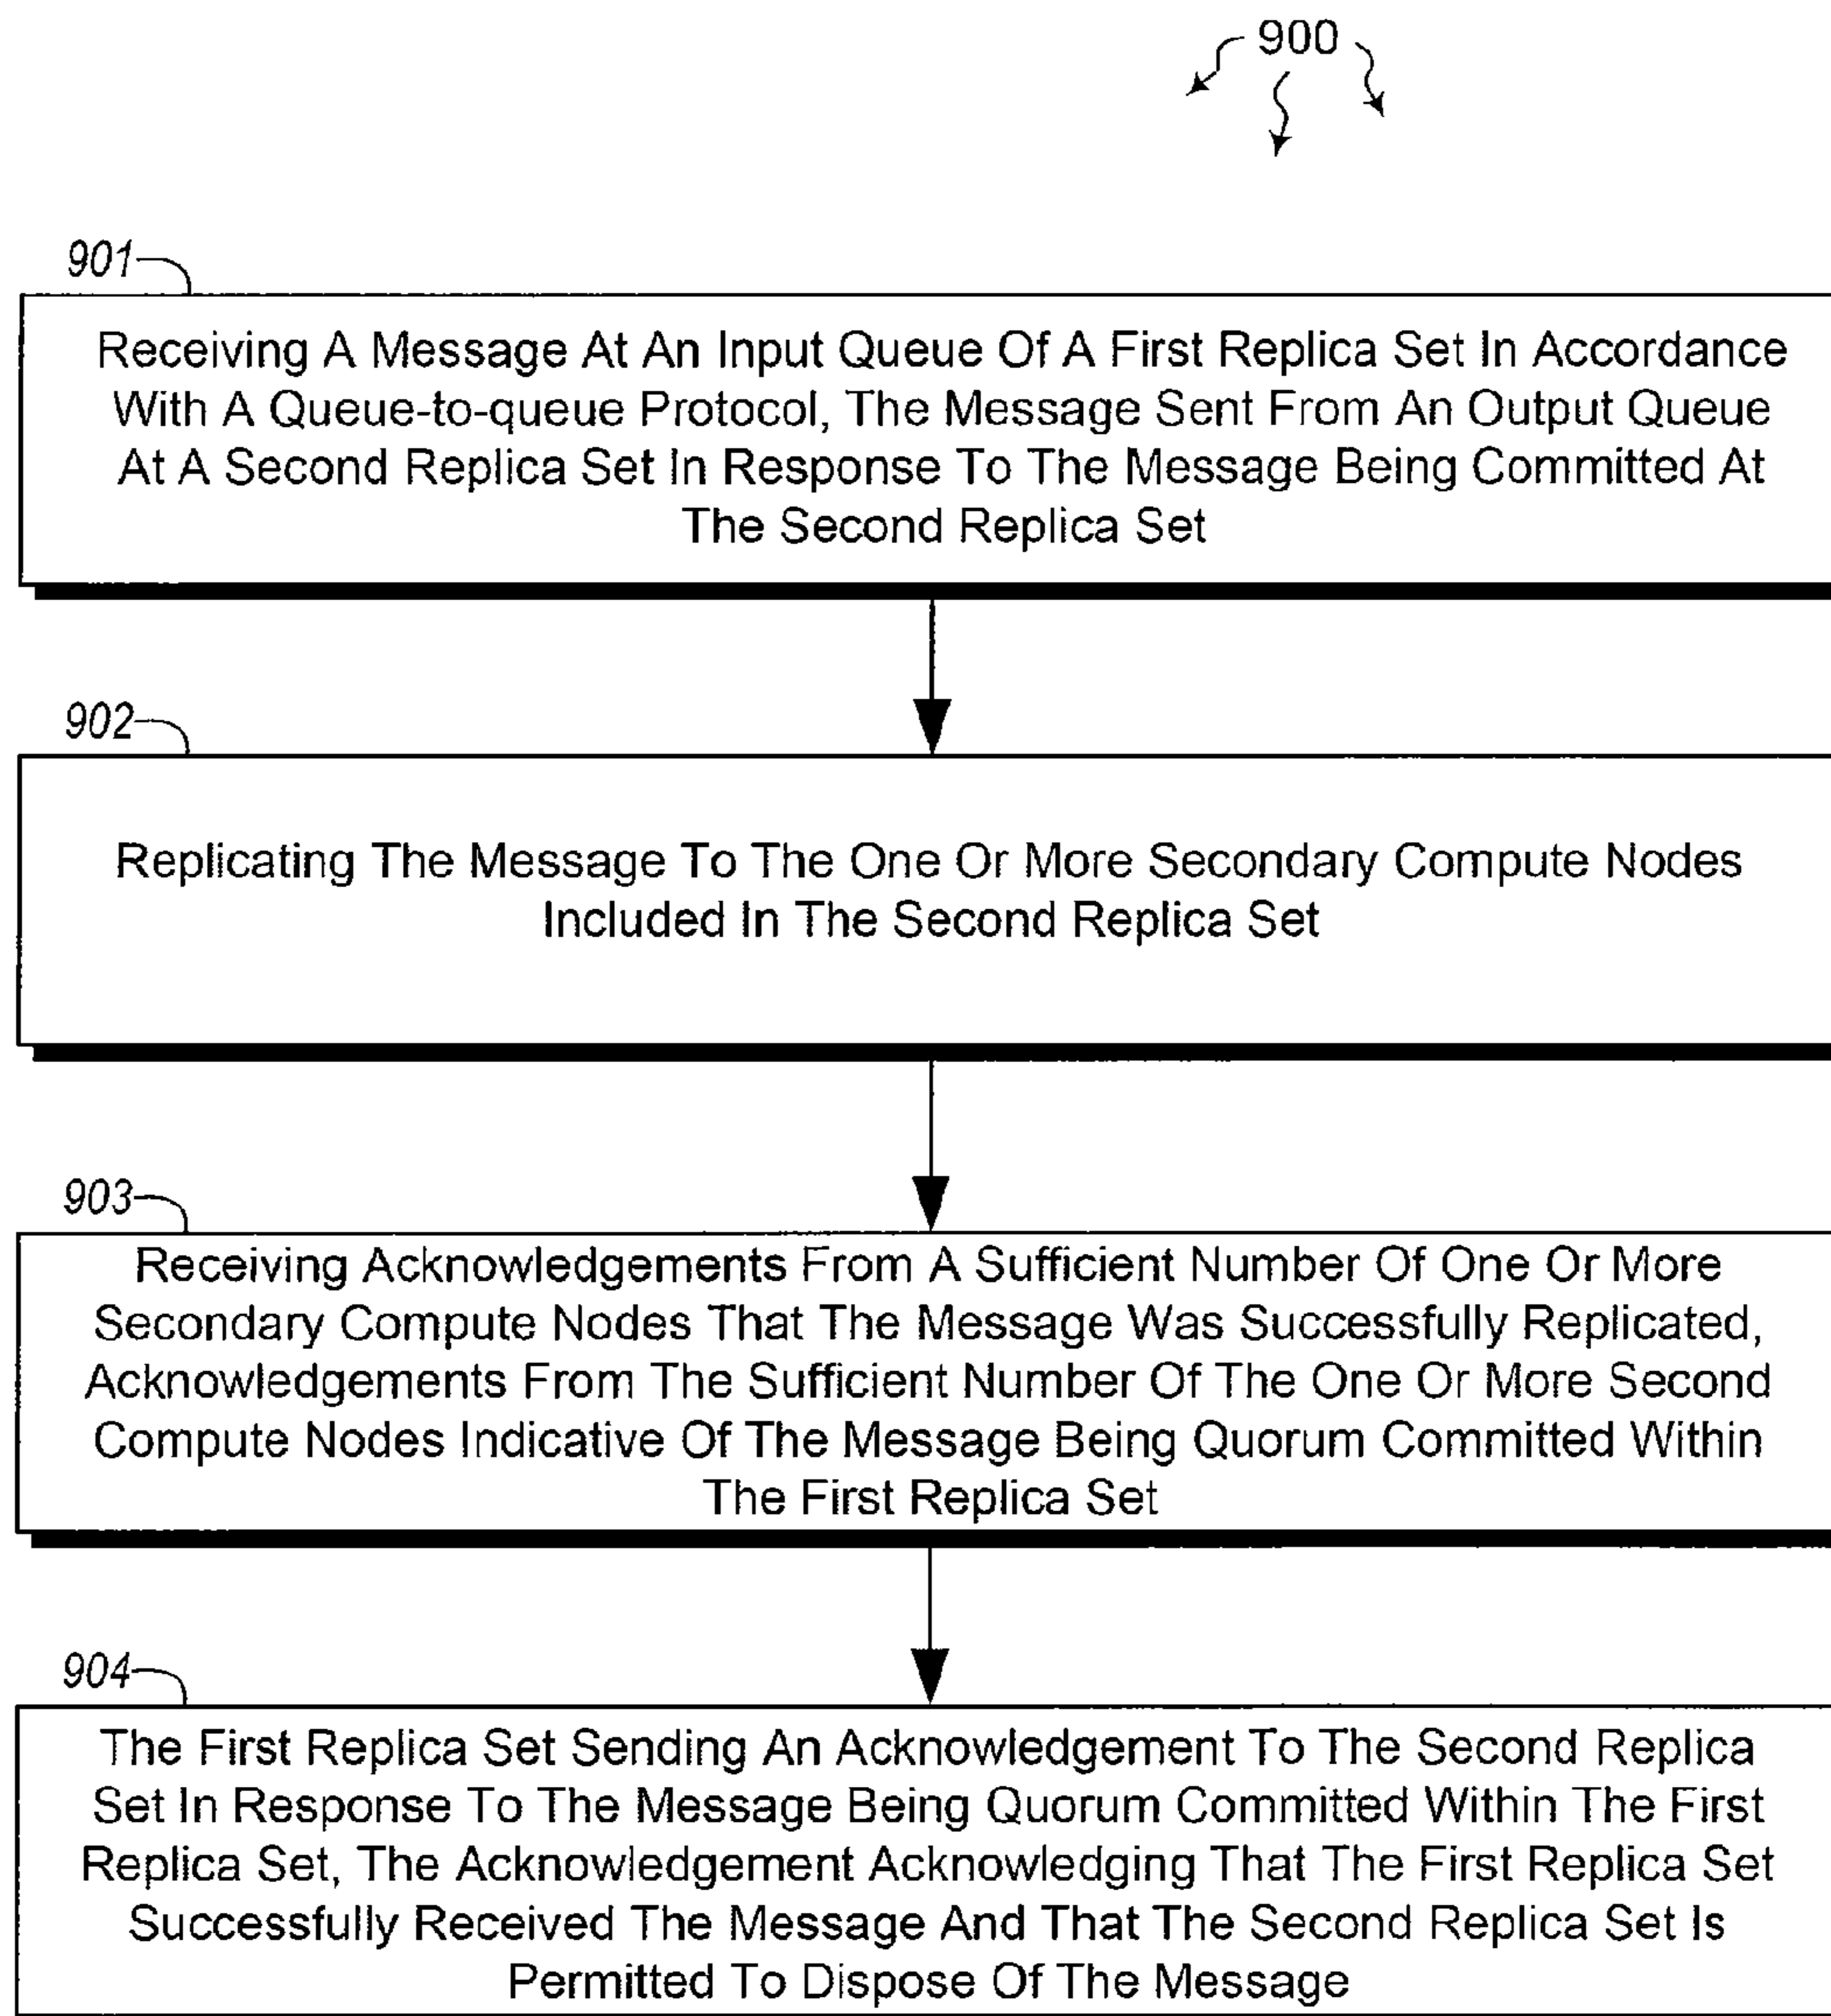 900
901
Receiving A Message At An Input Queue Of A First Replica Set In Accordance
With A Queue-to-queue Protocol, The Message Sent From An Output Queue
At A Second Replica Set In Response To The Message Being Committed At
The Second Replica Set
902
Replicating The Message To The One Or More Secondary Compute Nodes
Included In The Second Replica Set
903
Receiving Acknowledgements From A Sufficient Number Of One Or More
Secondary Compute Nodes That The Message Was Successfully Replicated,
Acknowledgements From The Sufficient Number Of The One Or More Second
Compute Nodes Indicative Of The Message Being Quorum Committed Within
The First Replica Set
904
The First Replica Set Sending An Acknowledgement To The Second Replica
Set In Response To The Message Being Quorum Committed Within The First
Replica Set, The Acknowledgement Acknowledging That The First Replica Set
Successfully Received The Message And That The Second Replica Set Is
Permitted To Dispose Of The Message